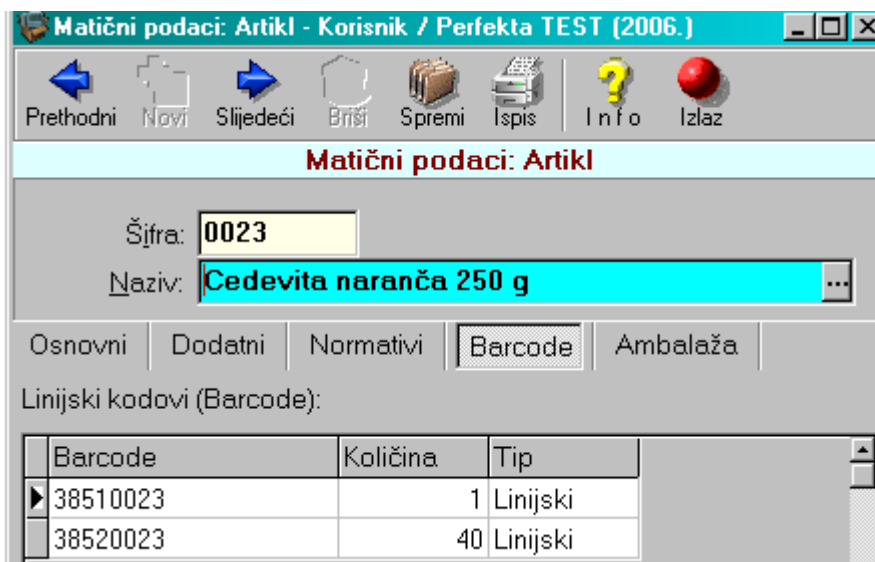 Matični podaci: Artikl - Korisnik / Perfekta TEST (2006.)
Prethodni Novi Slijedeći Briši Spremi Ispis Info Izlaz
Matični podaci: Artikl
Šifra: 0023
Naziv: Cedevita naranča 250 g ...
Osnovni Dodatni Normativi Barcode Ambalaža
Linijski kodovi (Barcode):
Barcode Količina Tip
38510023 1 Linijski
38520023 40 Linijski